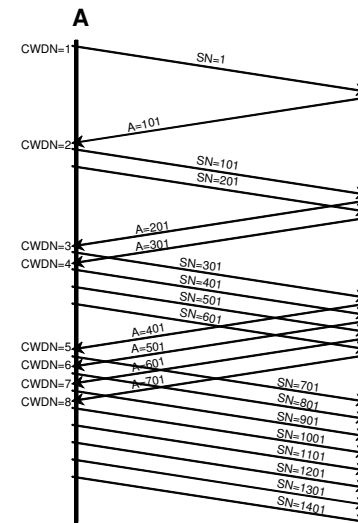 A
CWDN=1
SN=1
A=101
CWDN=2
SN=101
SN=201
A=201
CWDN=3
A=301
CWDN=4
SN=301
SN=401
SN=501
SN=601
A=401
CWDN=5
A=501
CWDN=6
A=601
CWDN=7
A=701
CWDN=8
SN=701
SN=801
SN=901
SN=1001
SN=1101
SN=1201
SN=1301
SN=1401